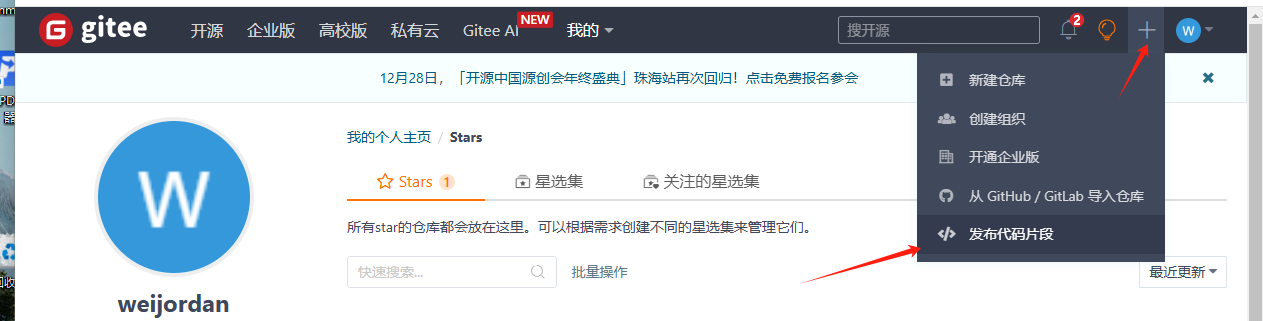 gitee
开源 企业版 高校版 私有云 Gitee AI NEW 我的
搜开源
2
W
12月28日，「开源中国源创会年终盛典」珠海站再次回归！点击免费报名参会
新建仓库
创建组织
开通企业版
从 GitHub / GitLab 导入仓库
发布代码片段
W
weijordan
我的个人主页 / Stars
Stars 1 星选集 关注的星选集
所有star的仓库都会放在这里。可以根据需求创建不同的星选集来管理它们。
快速搜索... 批量操作 最近更新